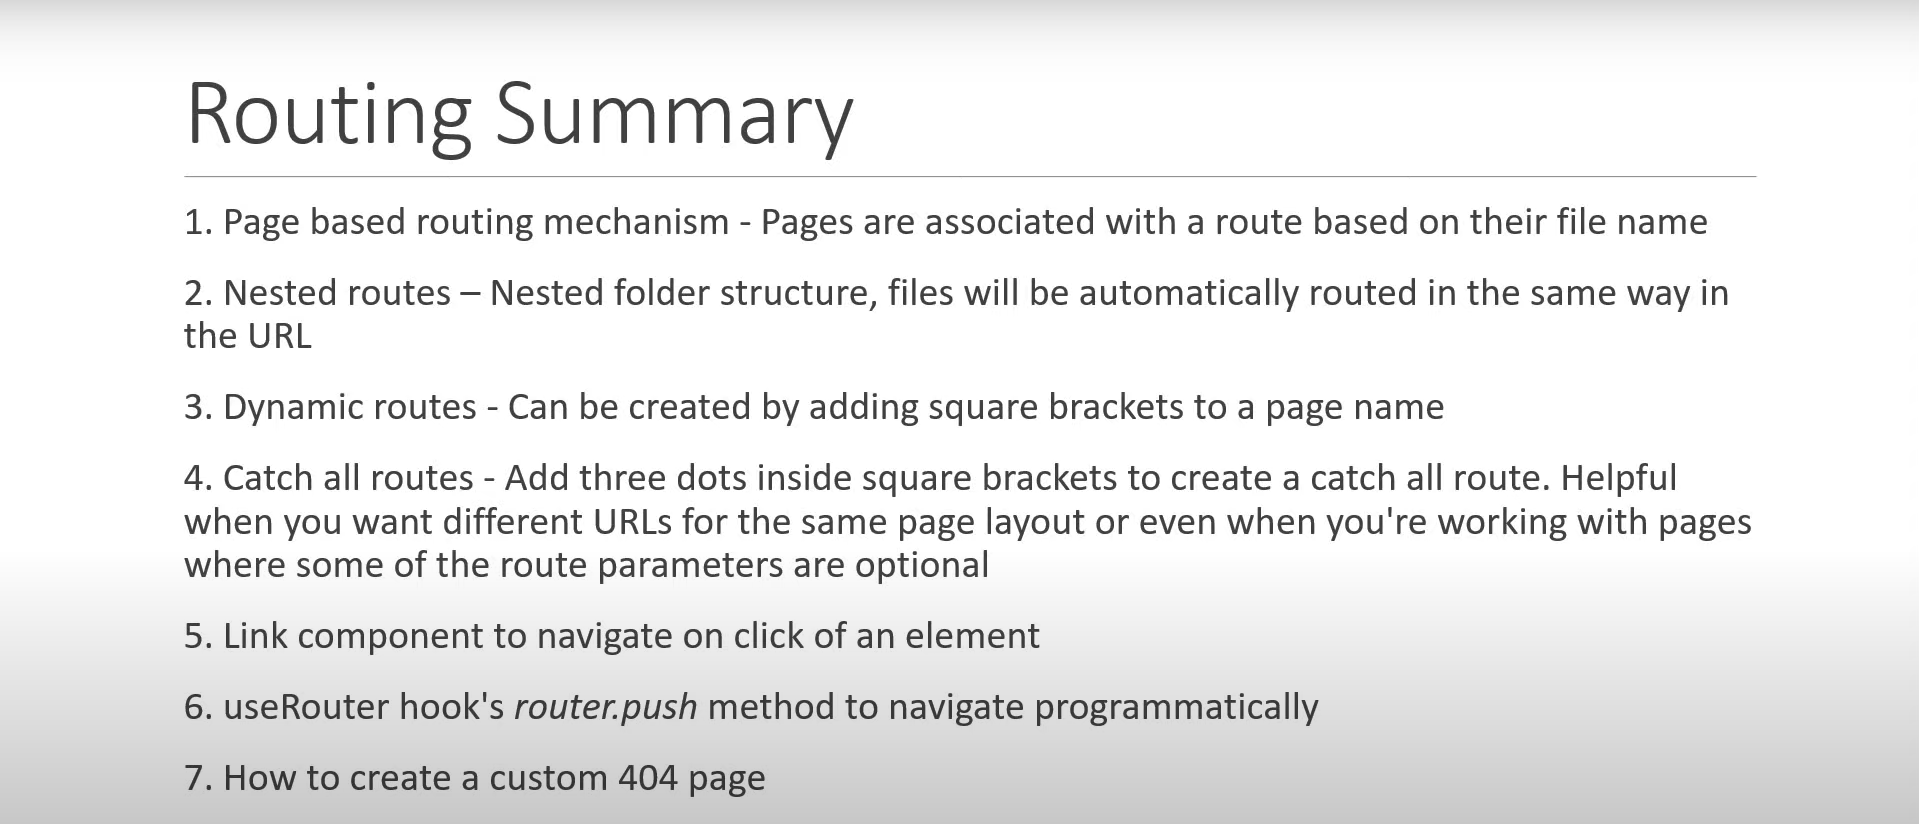 Routing Summary
1. Page based routing mechanism - Pages are associated with a route based on their file name
2. Nested routes – Nested folder structure, files will be automatically routed in the same way in
the URL
3. Dynamic routes - Can be created by adding square brackets to a page name
4. Catch all routes - Add three dots inside square brackets to create a catch all route. Helpful
when you want different URLs for the same page layout or even when you're working with pages
where some of the route parameters are optional
5. Link component to navigate on click of an element
6. useRouter hook's router.push method to navigate programmatically
7. How to create a custom 404 page